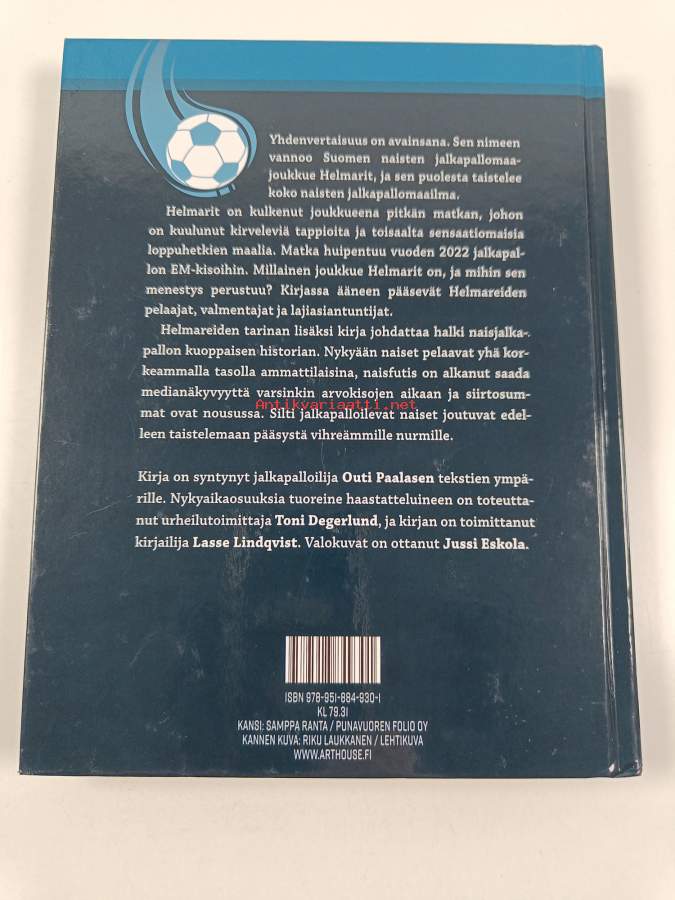 Yhdenvertaisuus on avainsana. Sen nimeen
vannoo Suomen naisten jalkapallomaa-
joukkue Helmarit, ja sen puolesta taistelee
koko naisten jalkapallomaailma.
Helmarit on kulkenut joukkueena pitkän matkan, johon
on kuulunut kirveleviä tappioita ja toisaalta sensaatiomaisia
loppuhetkien maalia. Matka huipentuu vuoden 2022 jalkapal-
lon EM-kisoihin. Millainen joukkue Helmarit on, ja mihin sen
menestys perustuu? Kirjassa ääneen pääsevät Helmareiden
pelaajat, valmentajat ja lajiasiantuntijat.
Helmareiden tarinan lisäksi kirja johdattaa halki naisjalka-
pallon kuoppaisen historian. Nykyään naiset pelaavat yhä kor-
keammalla tasolla ammattilaisina, naisfutis on alkanut saada
medianäkyvyyttä varsinkin arvokisojen aikaan ja siirtosum-
Antikvariaatti.net
mat ovat nousussa. Silti jalkapalloilevat naiset joutuvat edel-
leen taistelemaan pääsystä vihreämmille nurmille.
Kirja on syntynyt jalkapalloilija Outi Paalasen tekstien ympä-
rille. Nykyaikaosuuksia tuoreine haastatteluineen on toteutta-
nut urheilutoimittaja Toni Degerlund, ja kirjan on toimittanut
kirjailija Lasse Lindqvist. Valokuvat on ottanut Jussi Eskola.
ISBN 978-951-884-930-1
KL 79.31
KANSI: SAMPPA RANTA / PUNAVUOREN FOLIO OY
KANNEN KUVA: RIKU LAUKKANEN / LEHTIKUVA
WWW.ARTHOUSE.FI